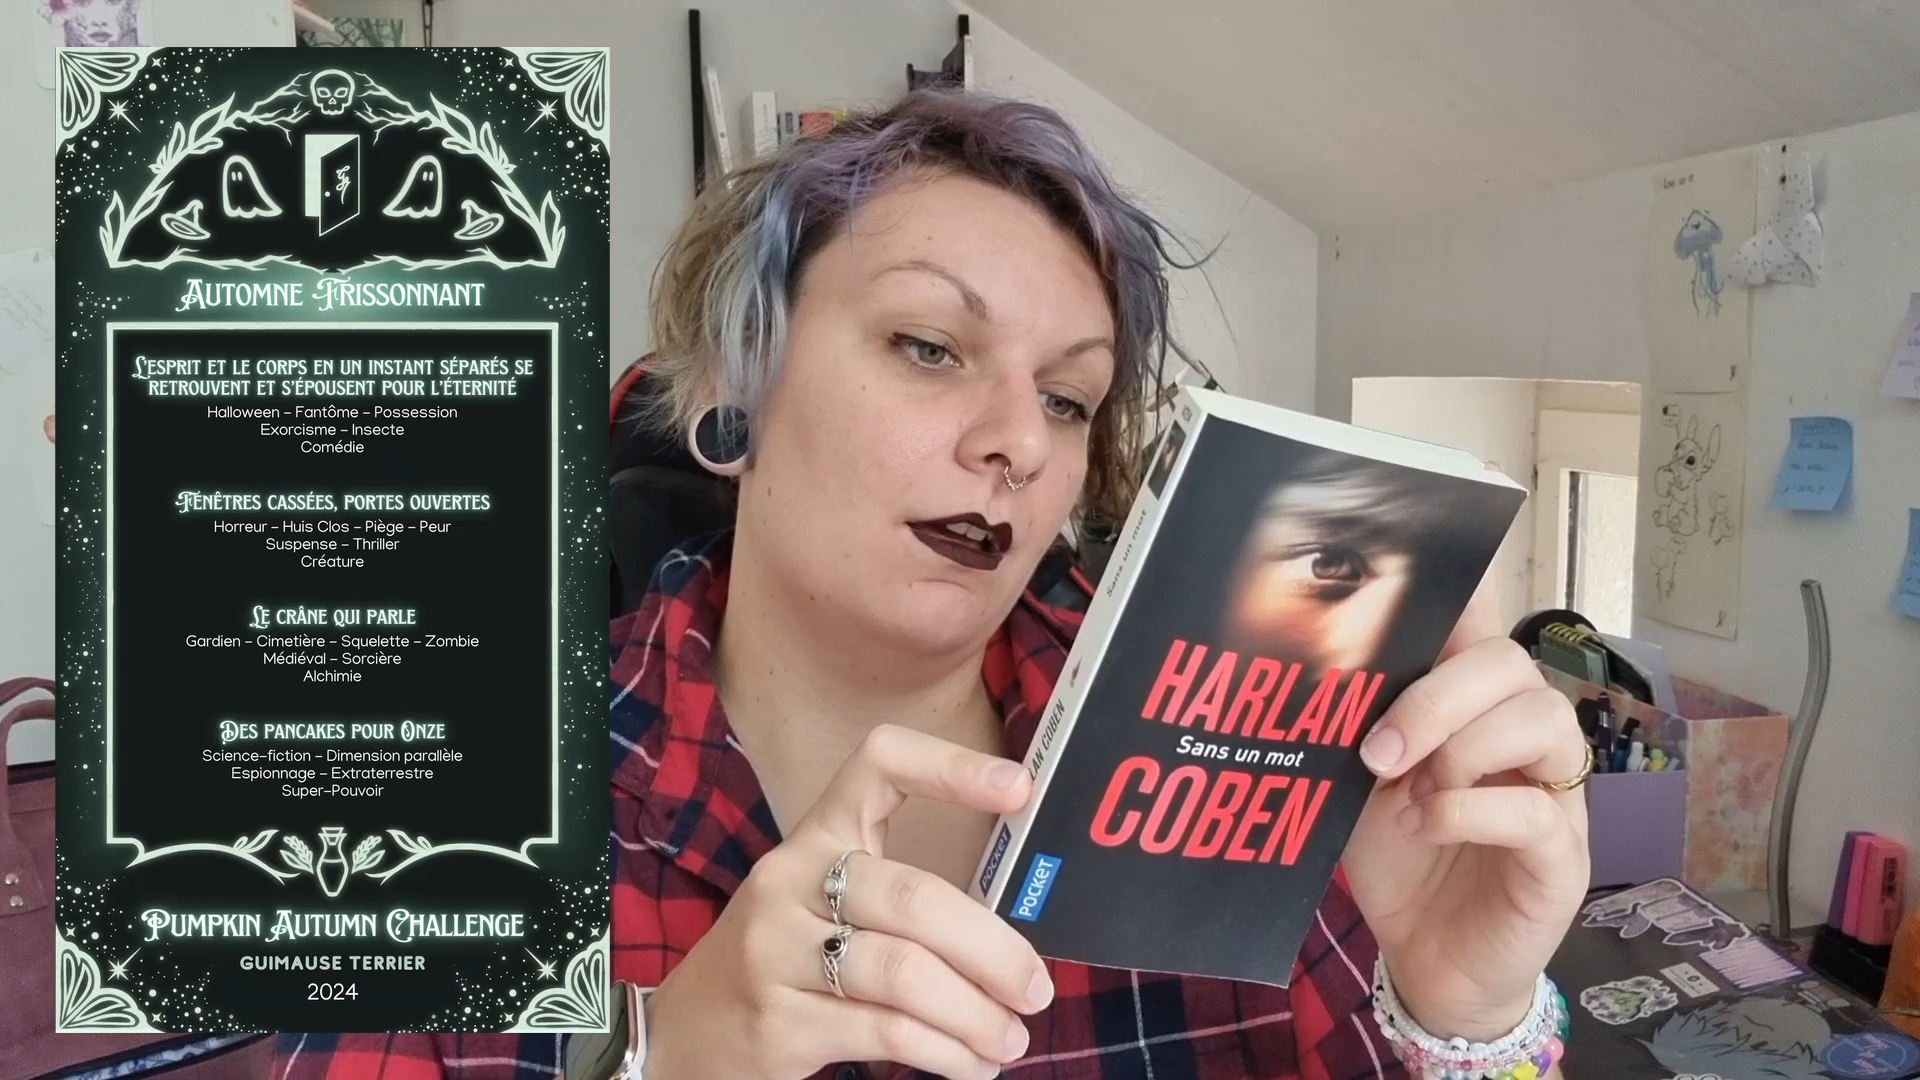 Automne Frissonnant
L'esprit et le corps en un instant séparés se
retrouvent et s'épousent pour l'éternité
Halloween – Fantôme – Possession
Exorcisme – Insecte
Comédie
Fenêtres cassées, portes ouvertes
Horreur – Huis Clos – Piège – Peur
Suspense – Thriller
Créature
Le crâne qui parle
Gardien – Cimetière – Squelette – Zombie
Médiéval – Sorcière
Alchimie
Des pancakes pour Onze
Science-fiction – Dimension parallèle
Espionnage – Extraterrestre
Super-Pouvoir
Pumpkin Autumn Challenge
GUIMAUSE TERRIER
2024
HARLAN
Sans un mot
COBEN
POCKET
Sans un mot
LAN COBEN
POCKET